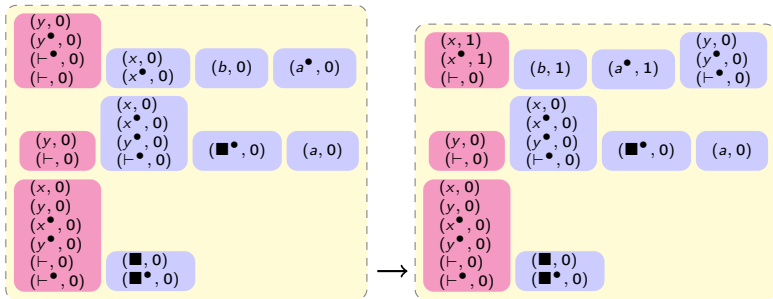 (y, 0)
(y•, 0)
(⊢•, 0)
(⊢, 0)
(x, 0)
(x•, 0)
(b, 0)
(a•, 0)
(y, 0)
(⊢, 0)
(x, 0)
(x•, 0)
(y•, 0)
(⊢•, 0)
(■•, 0)
(a, 0)
(x, 0)
(y, 0)
(x•, 0)
(y•, 0)
(⊢, 0)
(⊢•, 0)
(■, 0)
(■•, 0)
→
(x, 1)
(x•, 1)
(⊢, 0)
(b, 1)
(a•, 1)
(y, 0)
(y•, 0)
(⊢•, 0)
(y, 0)
(⊢, 0)
(x, 0)
(x•, 0)
(y•, 0)
(⊢•, 0)
(■•, 0)
(a, 0)
(x, 0)
(y, 0)
(x•, 0)
(y•, 0)
(⊢, 0)
(⊢•, 0)
(■, 0)
(■•, 0)